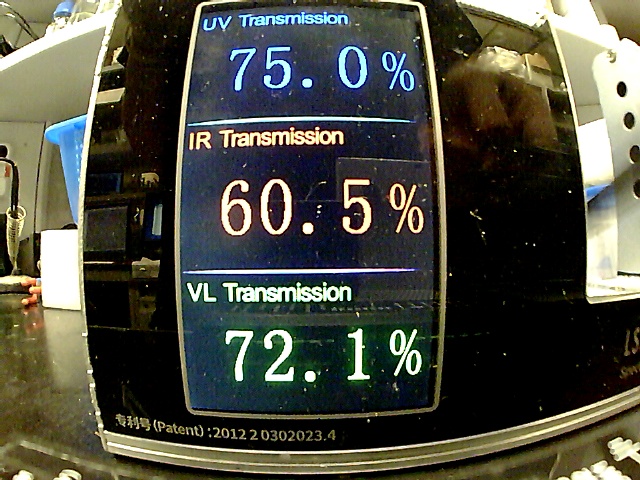 UV Transmission
75.0%
IR Transmission
60.5%
VL Transmission
72.1%
专利号(Patent):2012 2 0302023.4
LS